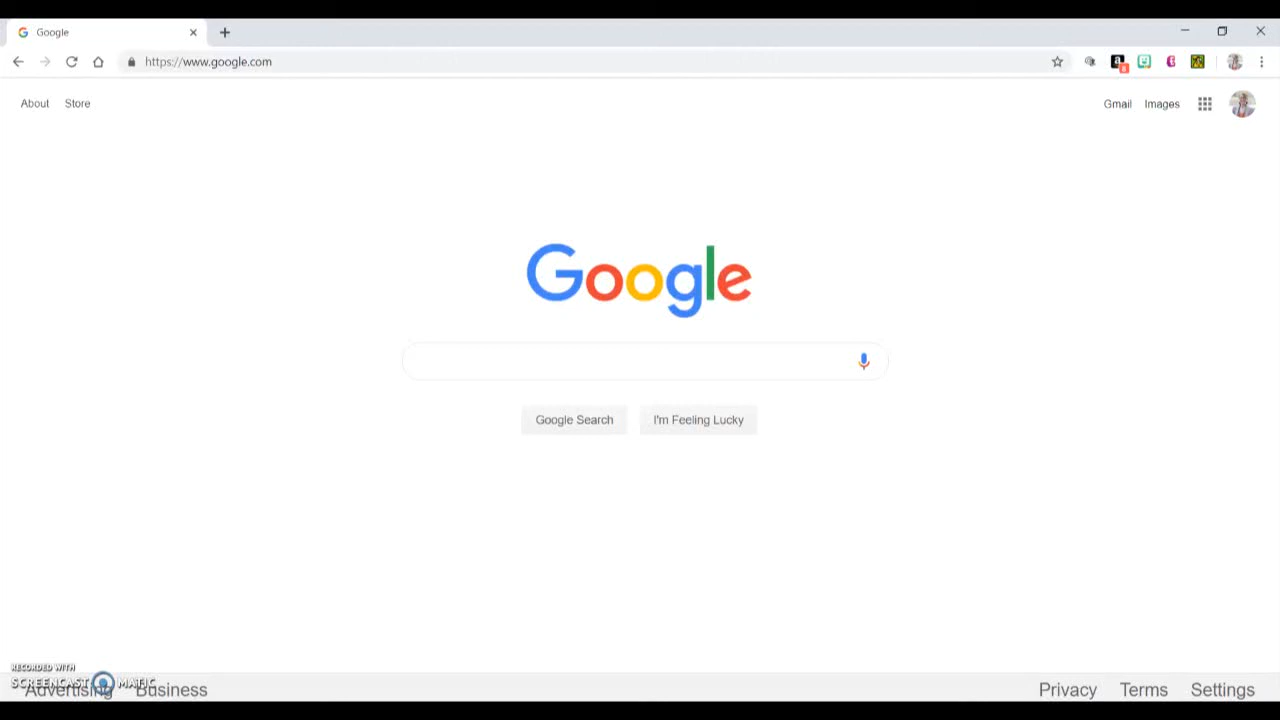 Google
https://www.google.com
a
8
About Store
Gmail Images
Google
Google Search I'm Feeling Lucky
RECORDED WITH
SCREENCAST MATIC
Advertising Business
Privacy Terms Settings